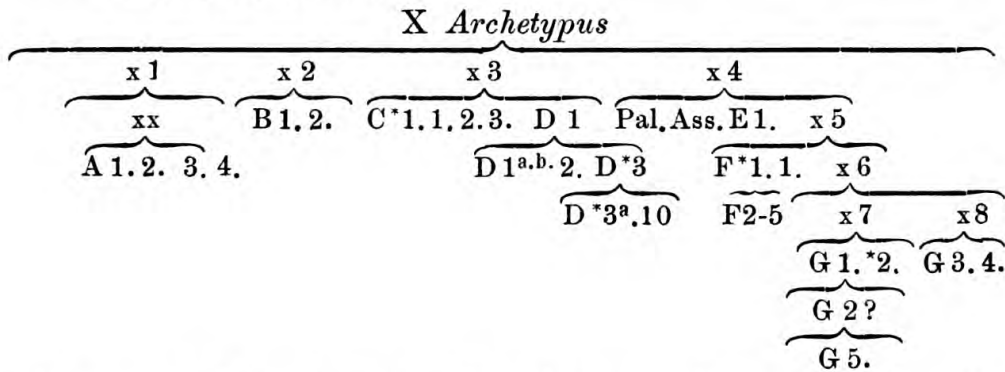 X Archetypus
x 1 x 2 x 3 x 4
xx B 1. 2. C*1. 1. 2. 3. D 1 Pal. Ass. E 1. x 5
A 1. 2. 3. 4. D 1a.b. 2. D*3 F*1. 1. x 6
D *3a. 10 F2-5 x 7 x 8
G 1. *2. G 3. 4.
G 2 ?
G 5.